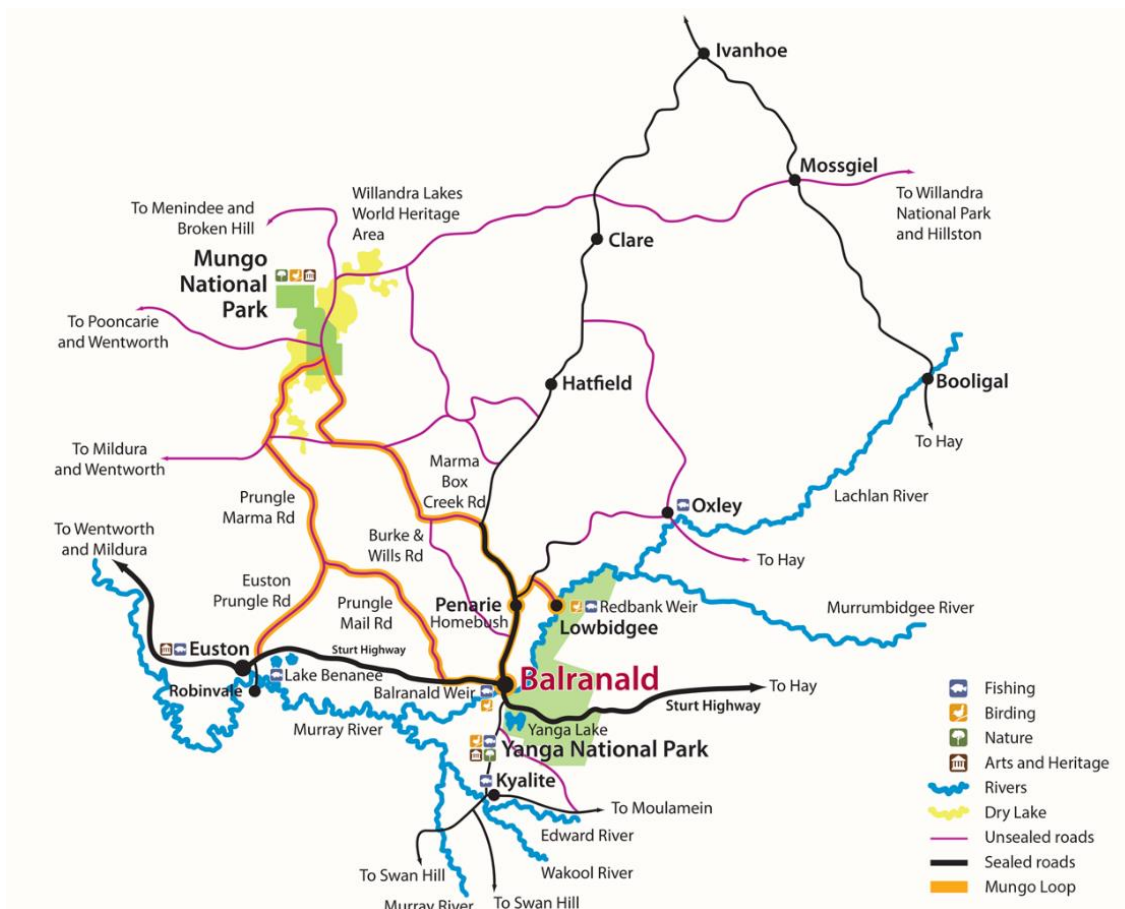 Ivanhoe
Mossgiel
To Willandra
National Park
and Hillston
Willandra Lakes
World Heritage
Area
To Menindee and
Broken Hill
Clare
Mungo
National
Park
To Pooncarie
and Wentworth
Hatfield
Booligal
To Hay
To Mildura
and Wentworth
Marma
Box
Creek Rd
Lachlan River
Prungle
Marma Rd
Oxley
To Wentworth
and Mildura
Burke &
Wills Rd
To Hay
Euston
Prungle Rd
Prungle
Mail Rd
Penarie
Homebush
Redbank Weir
Lowbidgee
Murrumbidgee River
Euston
Sturt Highway
Lake Benanee
Robinvale
Balranald Weir
Balranald
To Hay
Sturt Highway
Murray River
Yanga Lake
Yanga National Park
Kyalite
To Moulamein
Edward River
Wakool River
To Swan Hill
To Swan Hill
Murray River
Fishing
Birding
Nature
Arts and Heritage
Rivers
Dry Lake
Unsealed roads
Sealed roads
Mungo Loop